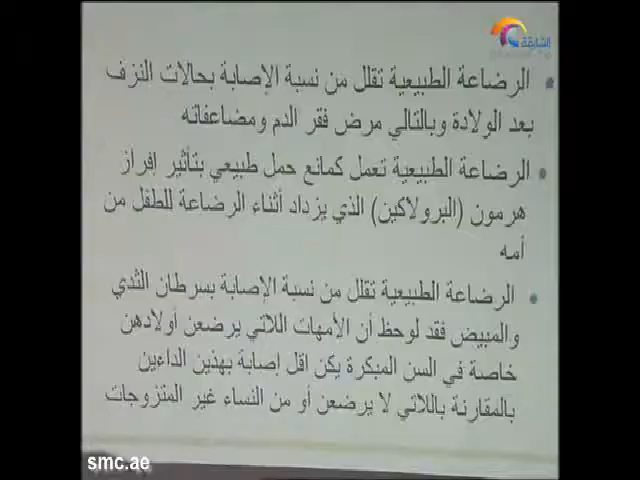 الشارقة
الرضاعة الطبيعية تقلل من نسبة الإصابة بحالات النزف
بعد الولادة وبالتالي مرض فقر الدم ومضاعفاته
الرضاعة الطبيعية تعمل كمانع حمل طبيعي بتأثير افراز
هرمون (البرولاكين) الذي يزداد أثناء الرضاعة للطفل من
أمه
الرضاعة الطبيعية تقلل من نسبة الإصابة بسرطان الثدي
والمبيض فقد لوحظ أن الأمهات اللاتي يرضعن أولادهن
خاصة في السن المبكرة يكن اقل إصابة بهذين الداءين
بالمقارنة باللاتي لا يرضعن أو من النساء غير المتزوجات
smc.ae